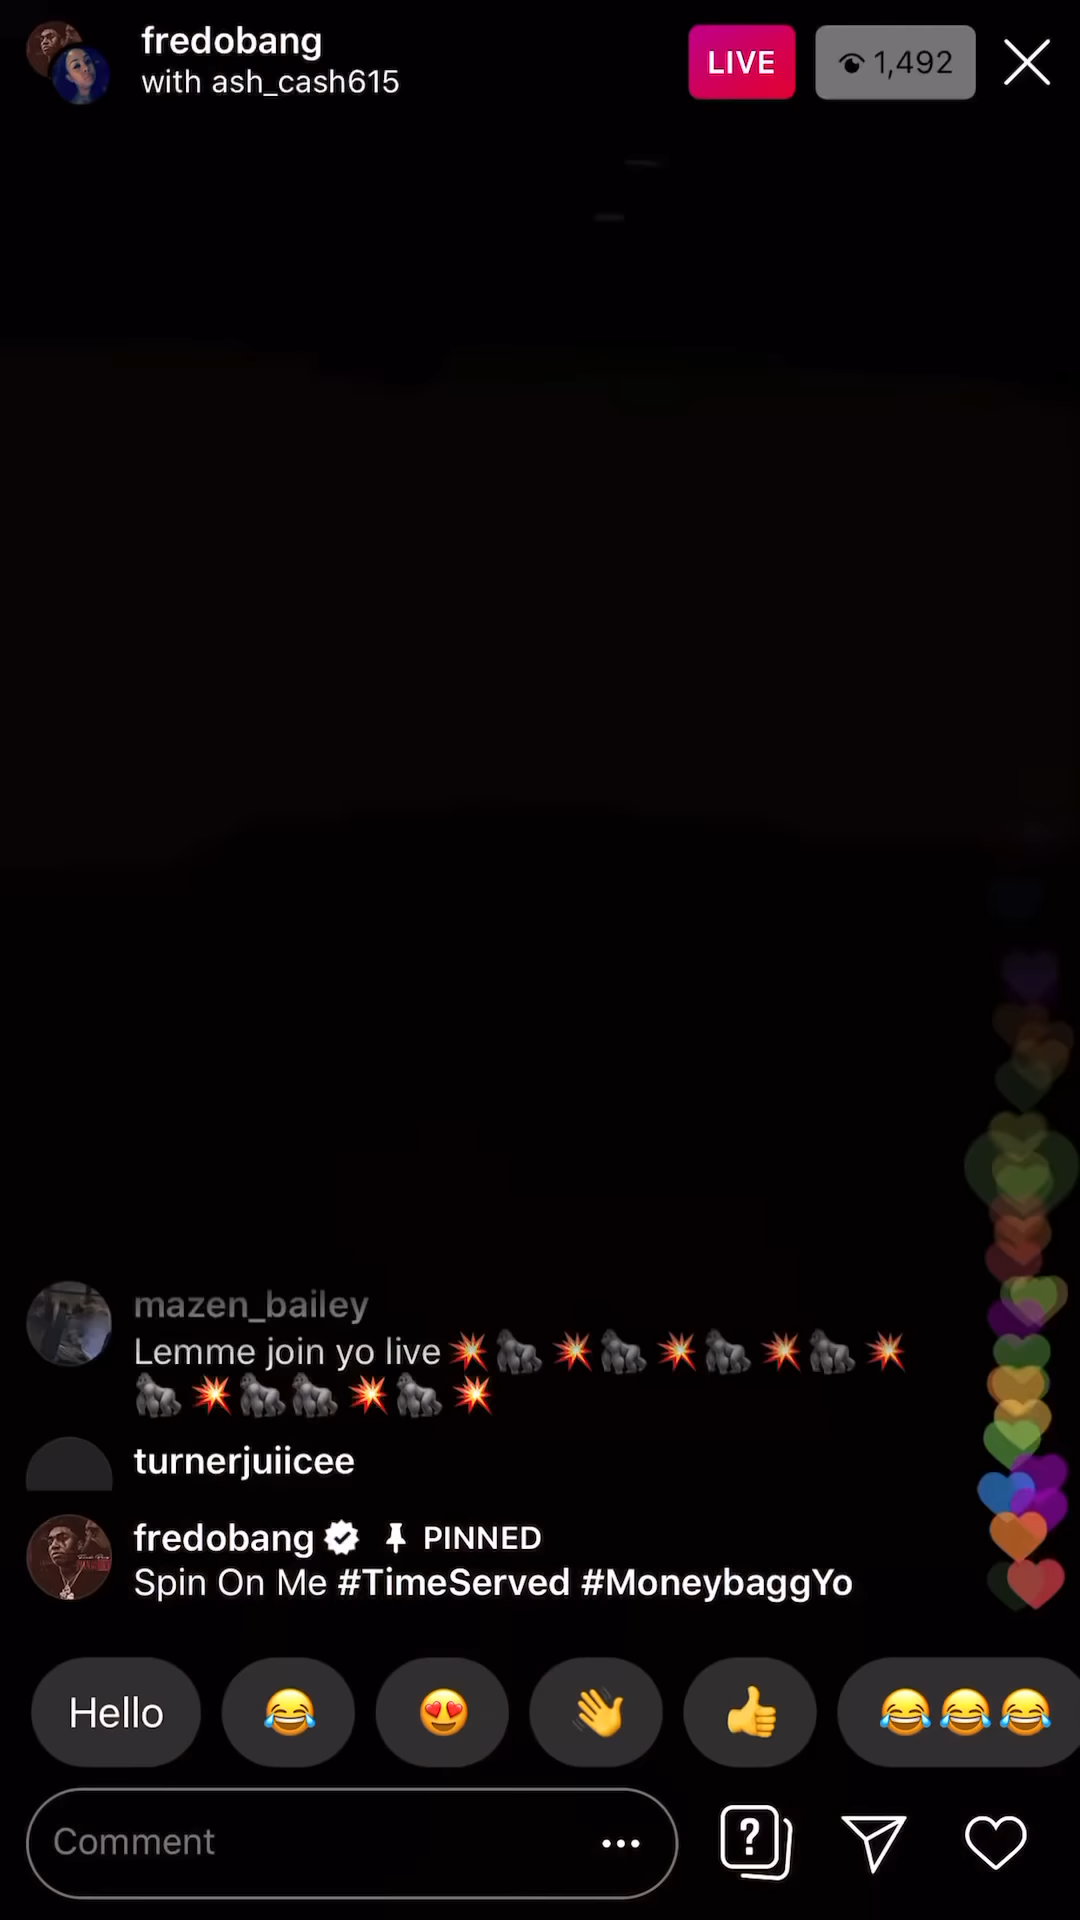 fredobang
with ash_cash615
LIVE
1,492
mazen_bailey
Lemme join yo live 💥🦍💥🦍💥🦍💥🦍💥
🦍💥🦍🦍💥🦍💥
turnerjuiicee
fredobang PINNED
Spin On Me #TimeServed #MoneybaggYo
Hello 😂 😍 👋 👍 😂😂😂
Comment